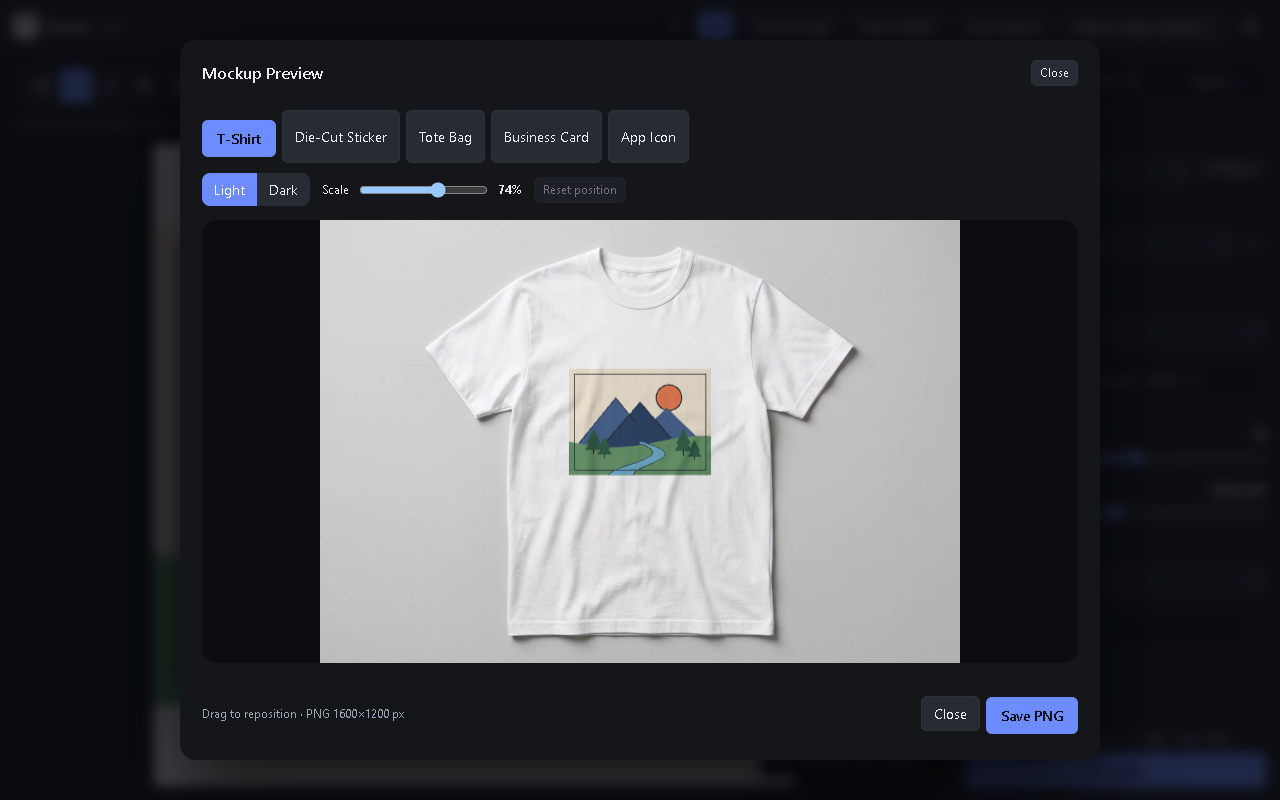 Mockup Preview
Close
T-Shirt
Die-Cut Sticker
Tote Bag
Business Card
App Icon
Light
Dark
Scale
74%
Reset position
Drag to reposition · PNG 1600×1200 px
Close
Save PNG